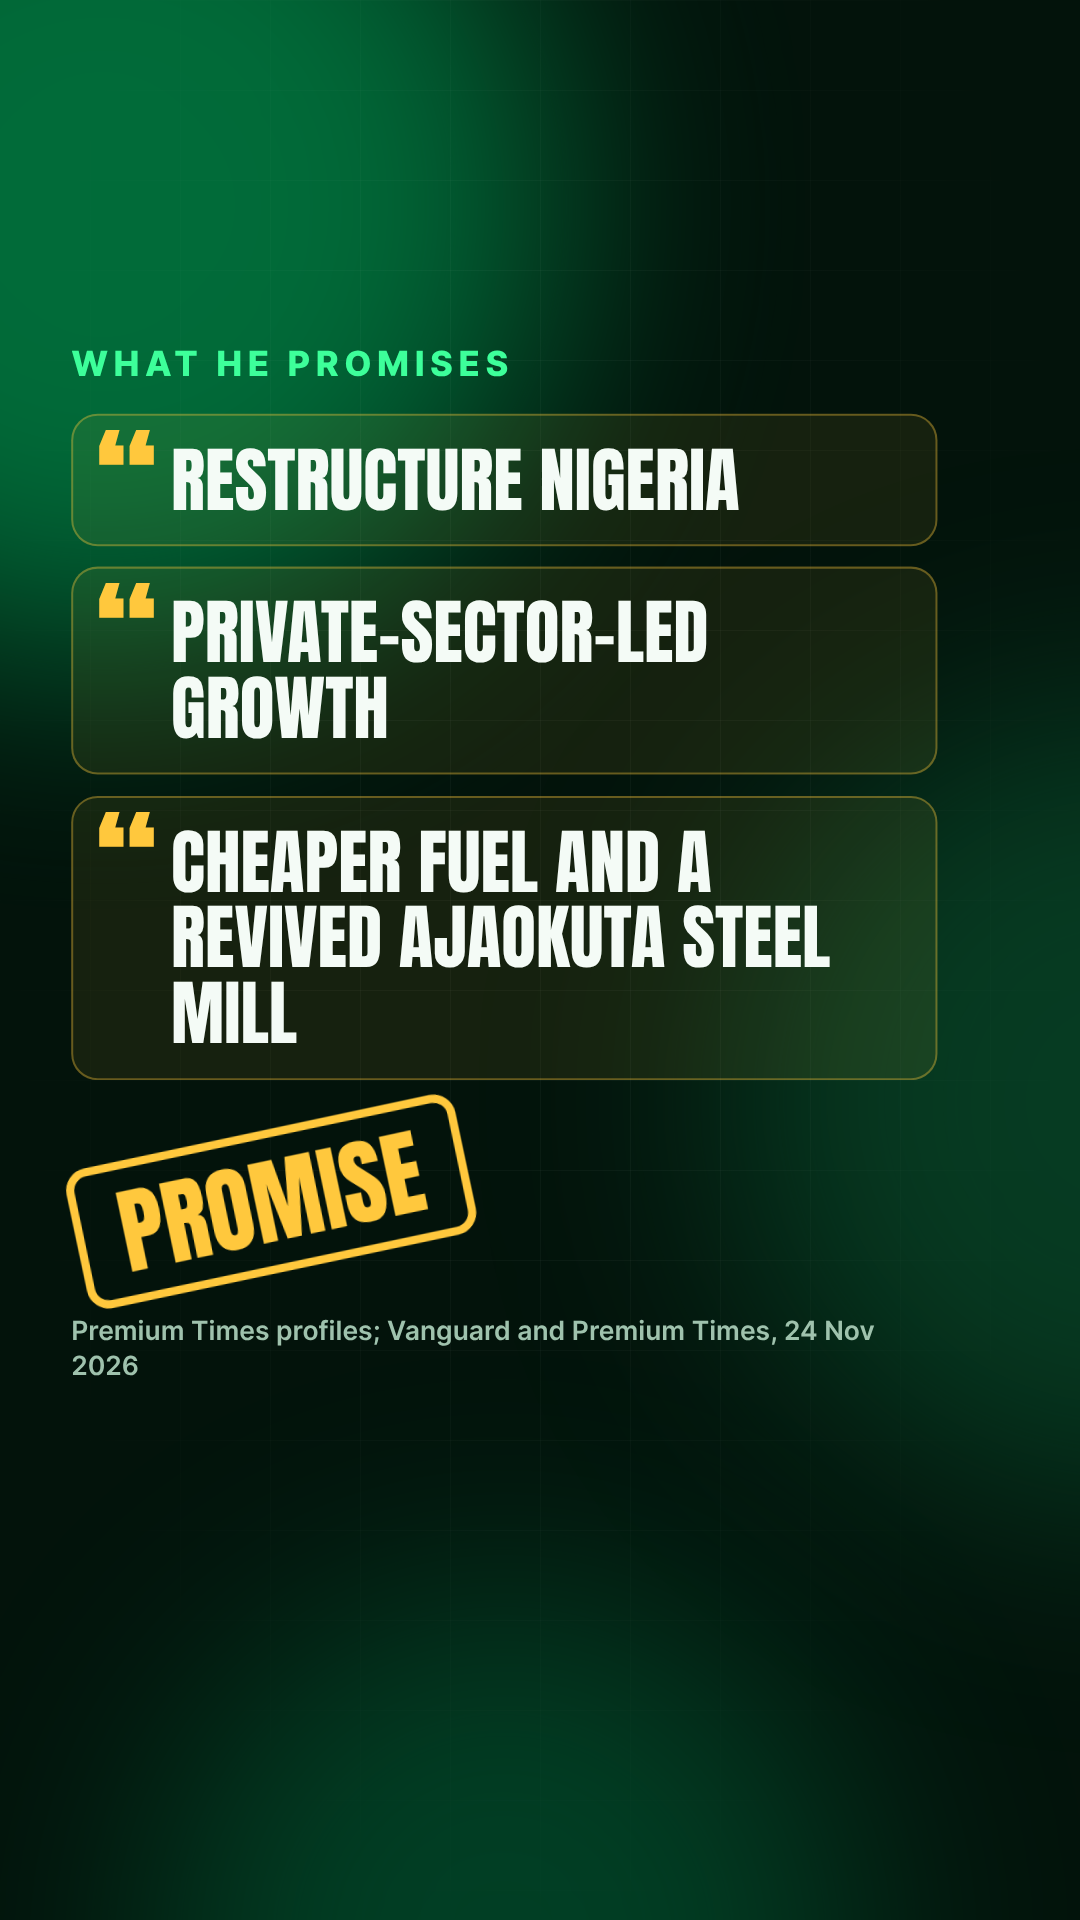 WHAT HE PROMISES
❝ RESTRUCTURE NIGERIA
❝ PRIVATE-SECTOR-LED
GROWTH
❝ CHEAPER FUEL AND A
REVIVED AJAOKUTA STEEL
MILL
PROMISE
Premium Times profiles; Vanguard and Premium Times, 24 Nov
2026